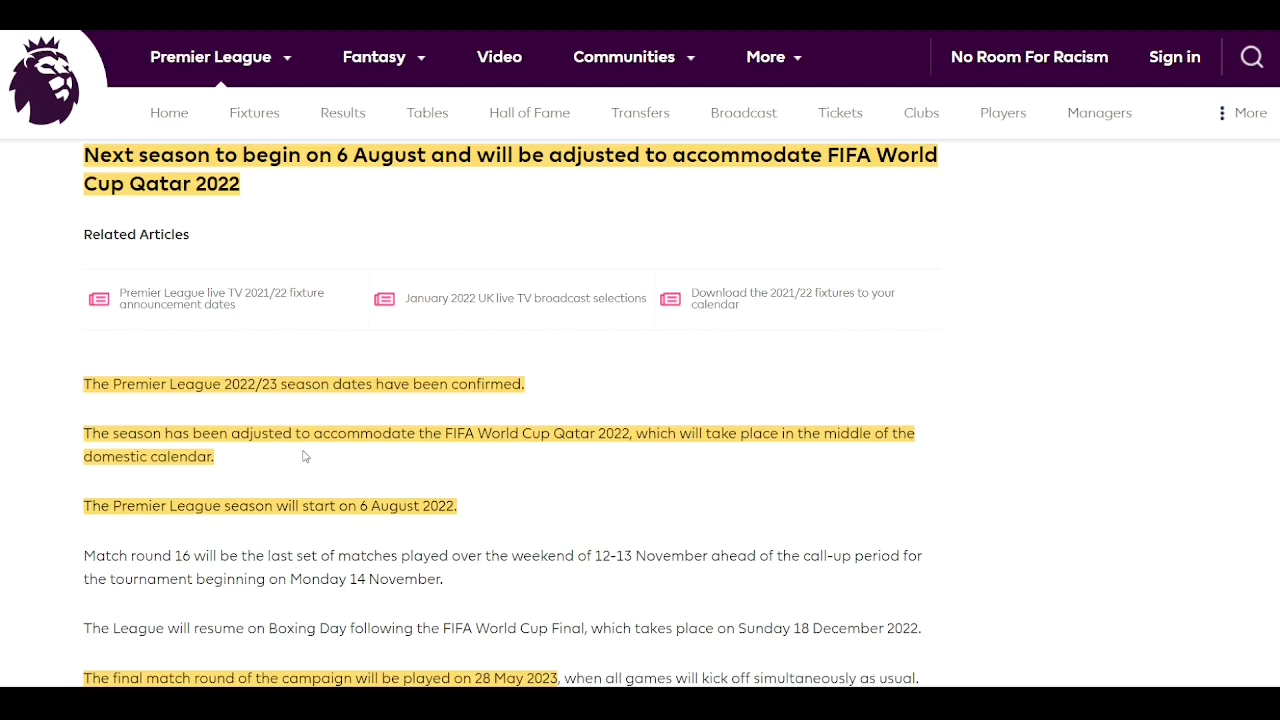 Premier League Fantasy Video Communities More No Room For Racism Sign in
Home Fixtures Results Tables Hall of Fame Transfers Broadcast Tickets Clubs Players Managers More
Next season to begin on 6 August and will be adjusted to accommodate FIFA World
Cup Qatar 2022
Related Articles
Premier League live TV 2021/22 fixture
announcement dates
January 2022 UK live TV broadcast selections
Download the 2021/22 fixtures to your
calendar
The Premier League 2022/23 season dates have been confirmed.
The season has been adjusted to accommodate the FIFA World Cup Qatar 2022, which will take place in the middle of the
domestic calendar.
The Premier League season will start on 6 August 2022.
Match round 16 will be the last set of matches played over the weekend of 12-13 November ahead of the call-up period for
the tournament beginning on Monday 14 November.
The League will resume on Boxing Day following the FIFA World Cup Final, which takes place on Sunday 18 December 2022.
The final match round of the campaign will be played on 28 May 2023, when all games will kick off simultaneously as usual.